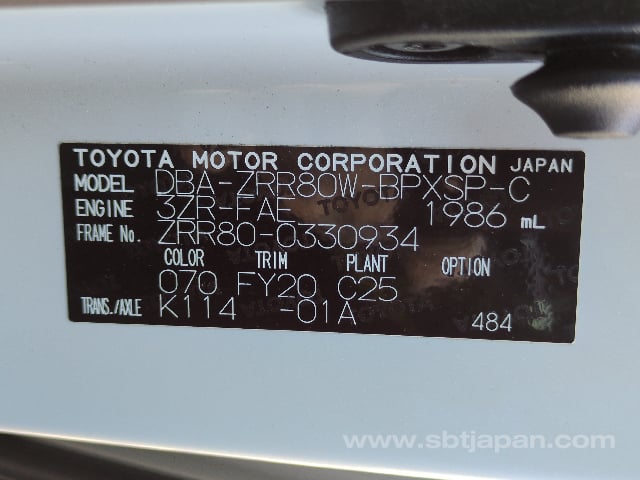 TOYOTA MOTOR CORPORATION JAPAN
MODEL DBA-ZRR80W-BPXSP-C
ENGINE 3ZR-FAE 1986 mL
FRAME No. ZRR80-0330934
COLOR TRIM PLANT OPTION
070 FY20 C25
TRANS./AXLE K114 -01A 484
www.sbtjapan.com